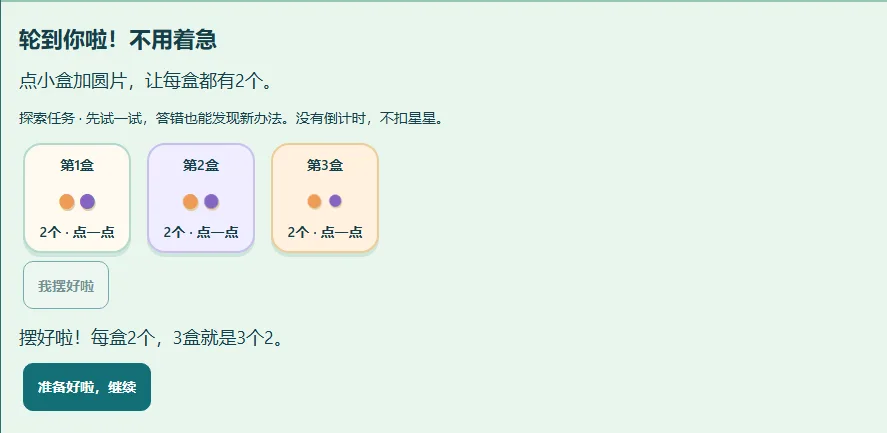 轮到你啦！不用着急
点小盒加圆片，让每盒都有2个。
探索任务 · 先试一试，答错也能发现新办法。没有倒计时，不扣星星。
第1盒
2个 · 点一点
第2盒
2个 · 点一点
第3盒
2个 · 点一点
我摆好啦
摆好啦！每盒2个，3盒就是3个2。
准备好啦，继续